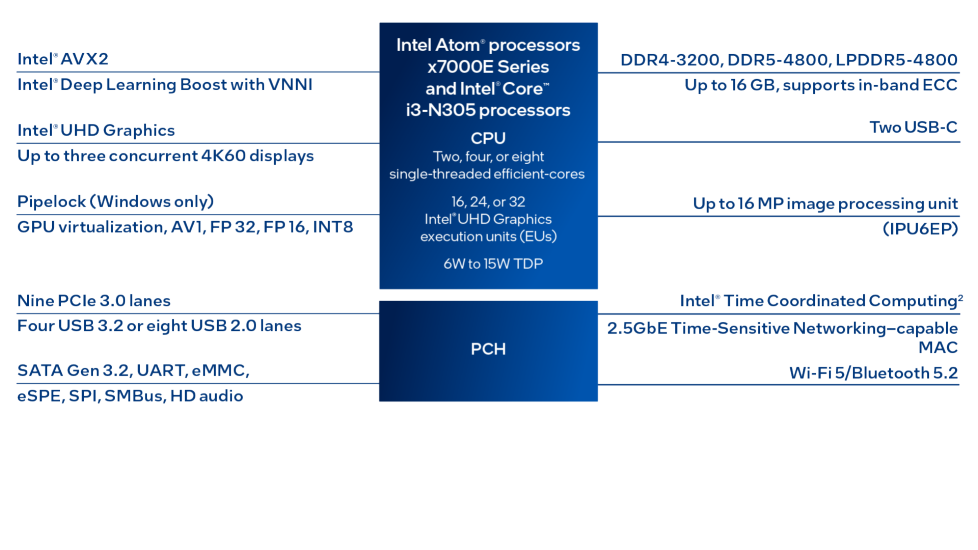 Intel® AVX2
Intel® Deep Learning Boost with VNNI
Intel® UHD Graphics
Up to three concurrent 4K60 displays
Pipelock (Windows only)
GPU virtualization, AV1, FP 32, FP 16, INT8
Nine PCIe 3.0 lanes
Four USB 3.2 or eight USB 2.0 lanes
SATA Gen 3.2, UART, eMMC,
eSPE, SPI, SMBus, HD audio
Intel Atom® processors
x7000E Series
and Intel® Core™
i3-N305 processors
CPU
Two, four, or eight
single-threaded efficient-cores
16, 24, or 32
Intel® UHD Graphics
execution units (EUs)
6W to 15W TDP
PCH
DDR4-3200, DDR5-4800, LPDDR5-4800
Up to 16 GB, supports in-band ECC
Two USB-C
Up to 16 MP image processing unit
(IPU6EP)
Intel® Time Coordinated Computing²
2.5GbE Time-Sensitive Networking–capable
MAC
Wi-Fi 5/Bluetooth 5.2